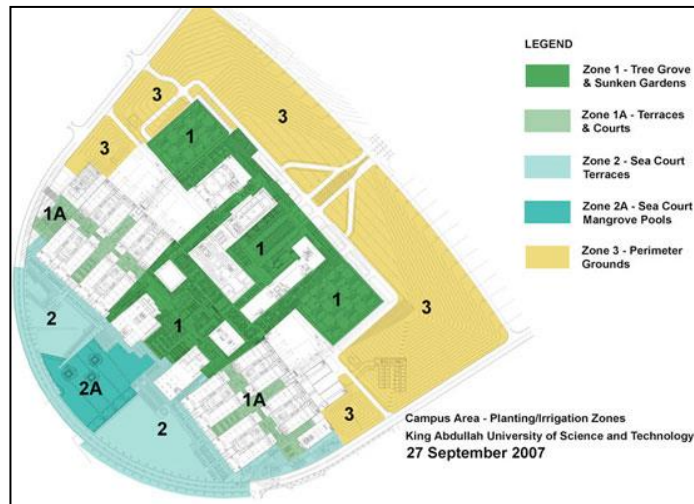 LEGEND
Zone 1 - Tree Grove
& Sunken Gardens
Zone 1A - Terraces
& Courts
Zone 2 - Sea Court
Terraces
Zone 2A - Sea Court
Mangrove Pools
Zone 3 - Perimeter
Grounds
3
3
1
3
1A
1
1
3
2
1
2A
1A
2
3
Campus Area - Planting/Irrigation Zones
King Abdullah University of Science and Technology
27 September 2007